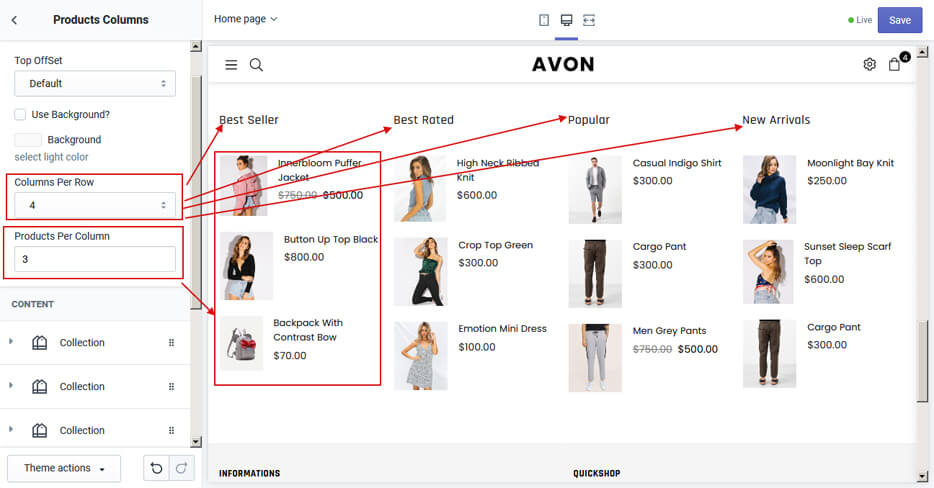 Products Columns
Home page
Live
Save
Top OffSet
Default
Use Background?
Background
select light color
Columns Per Row
4
Products Per Column
3
CONTENT
Collection
Collection
Collection
Theme actions
AVON
4
Best Seller
Innerbloom Puffer
Jacket
$750.00 $500.00
Button Up Top Black
$800.00
Backpack With
Contrast Bow
$70.00
Best Rated
High Neck Ribbed
Knit
$600.00
Crop Top Green
$300.00
Emotion Mini Dress
$100.00
Popular
Casual Indigo Shirt
$300.00
Cargo Pant
$300.00
Men Grey Pants
$750.00 $500.00
New Arrivals
Moonlight Bay Knit
$250.00
Sunset Sleep Scarf
Top
$600.00
Cargo Pant
$300.00
INFORMATIONS
QUICKSHOP